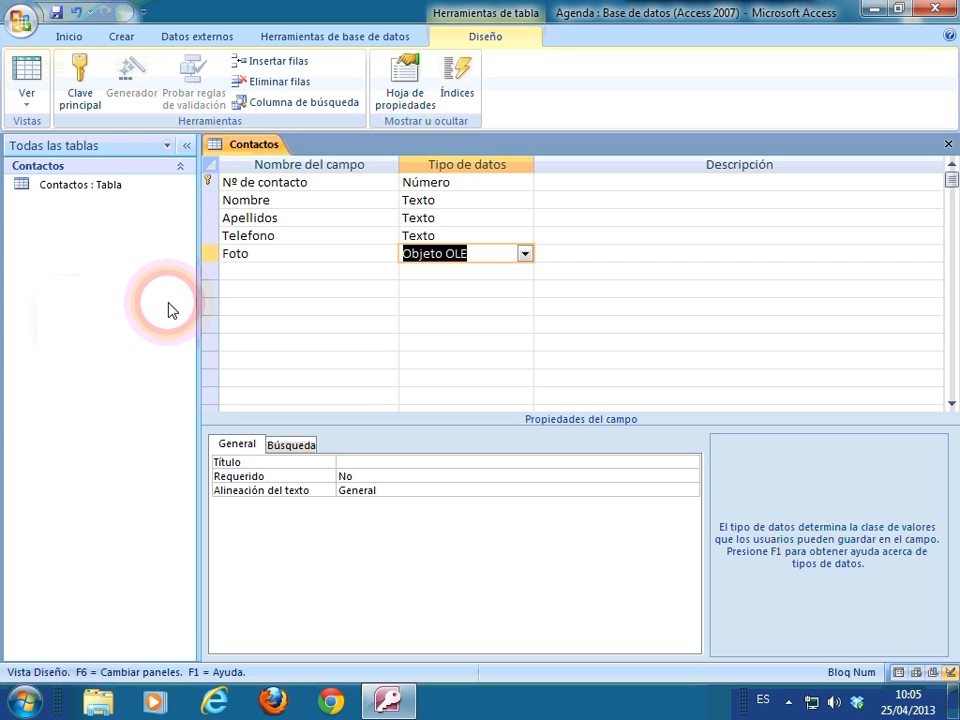 Herramientas de tabla
Agenda : Base de datos (Access 2007) - Microsoft Access
Inicio
Crear
Datos externos
Herramientas de base de datos
Diseño
Ver
Clave principal
Generador
Probar reglas de validación
Insertar filas
Eliminar filas
Columna de búsqueda
Hoja de propiedades
Índices
Vistas
Herramientas
Mostrar u ocultar
Todas las tablas
«
Contactos
Contactos : Tabla
Contactos
Nombre del campo
Tipo de datos
Descripción
Nº de contacto
Número
Nombre
Texto
Apellidos
Texto
Telefono
Texto
Foto
Objeto OLE
Propiedades del campo
General
Búsqueda
Título
Requerido
No
Alineación del texto
General
El tipo de datos determina la clase de valores
que los usuarios pueden guardar en el campo.
Presione F1 para obtener ayuda acerca de
tipos de datos.
Vista Diseño. F6 = Cambiar paneles. F1 = Ayuda.
Bloq Num
ES
10:05
25/04/2013